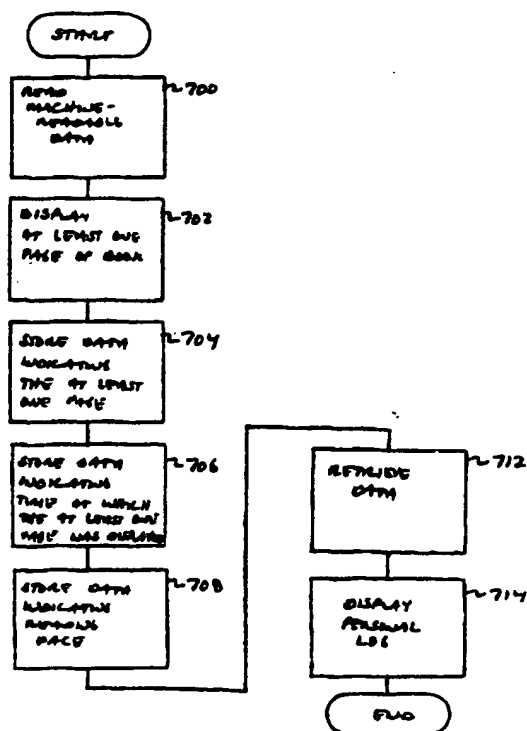 START
READ
MACHINE-
READABLE
DATA
700
DISPLAY
AT LEAST ONE
PAGE OF BOOK
702
STORE DATA
INDICATING
THE AT LEAST
ONE PAGE
704
STORE DATA
INDICATING
TIME AT WHICH
THE AT LEAST ONE
PAGE WAS DISPLAYED
706
STORE DATA
INDICATING
READING
PACE
708
RETRIEVE
DATA
712
DISPLAY
PERSONAL
LOG
714
END